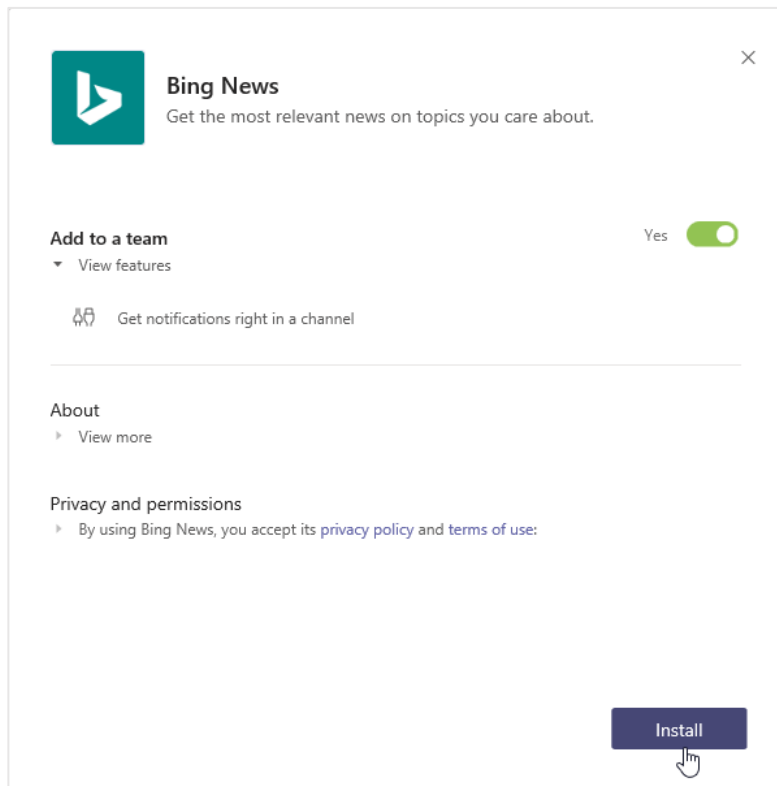 Bing News
Get the most relevant news on topics you care about.
Add to a team
Yes
View features
Get notifications right in a channel
About
View more
Privacy and permissions
By using Bing News, you accept its privacy policy and terms of use:
Install